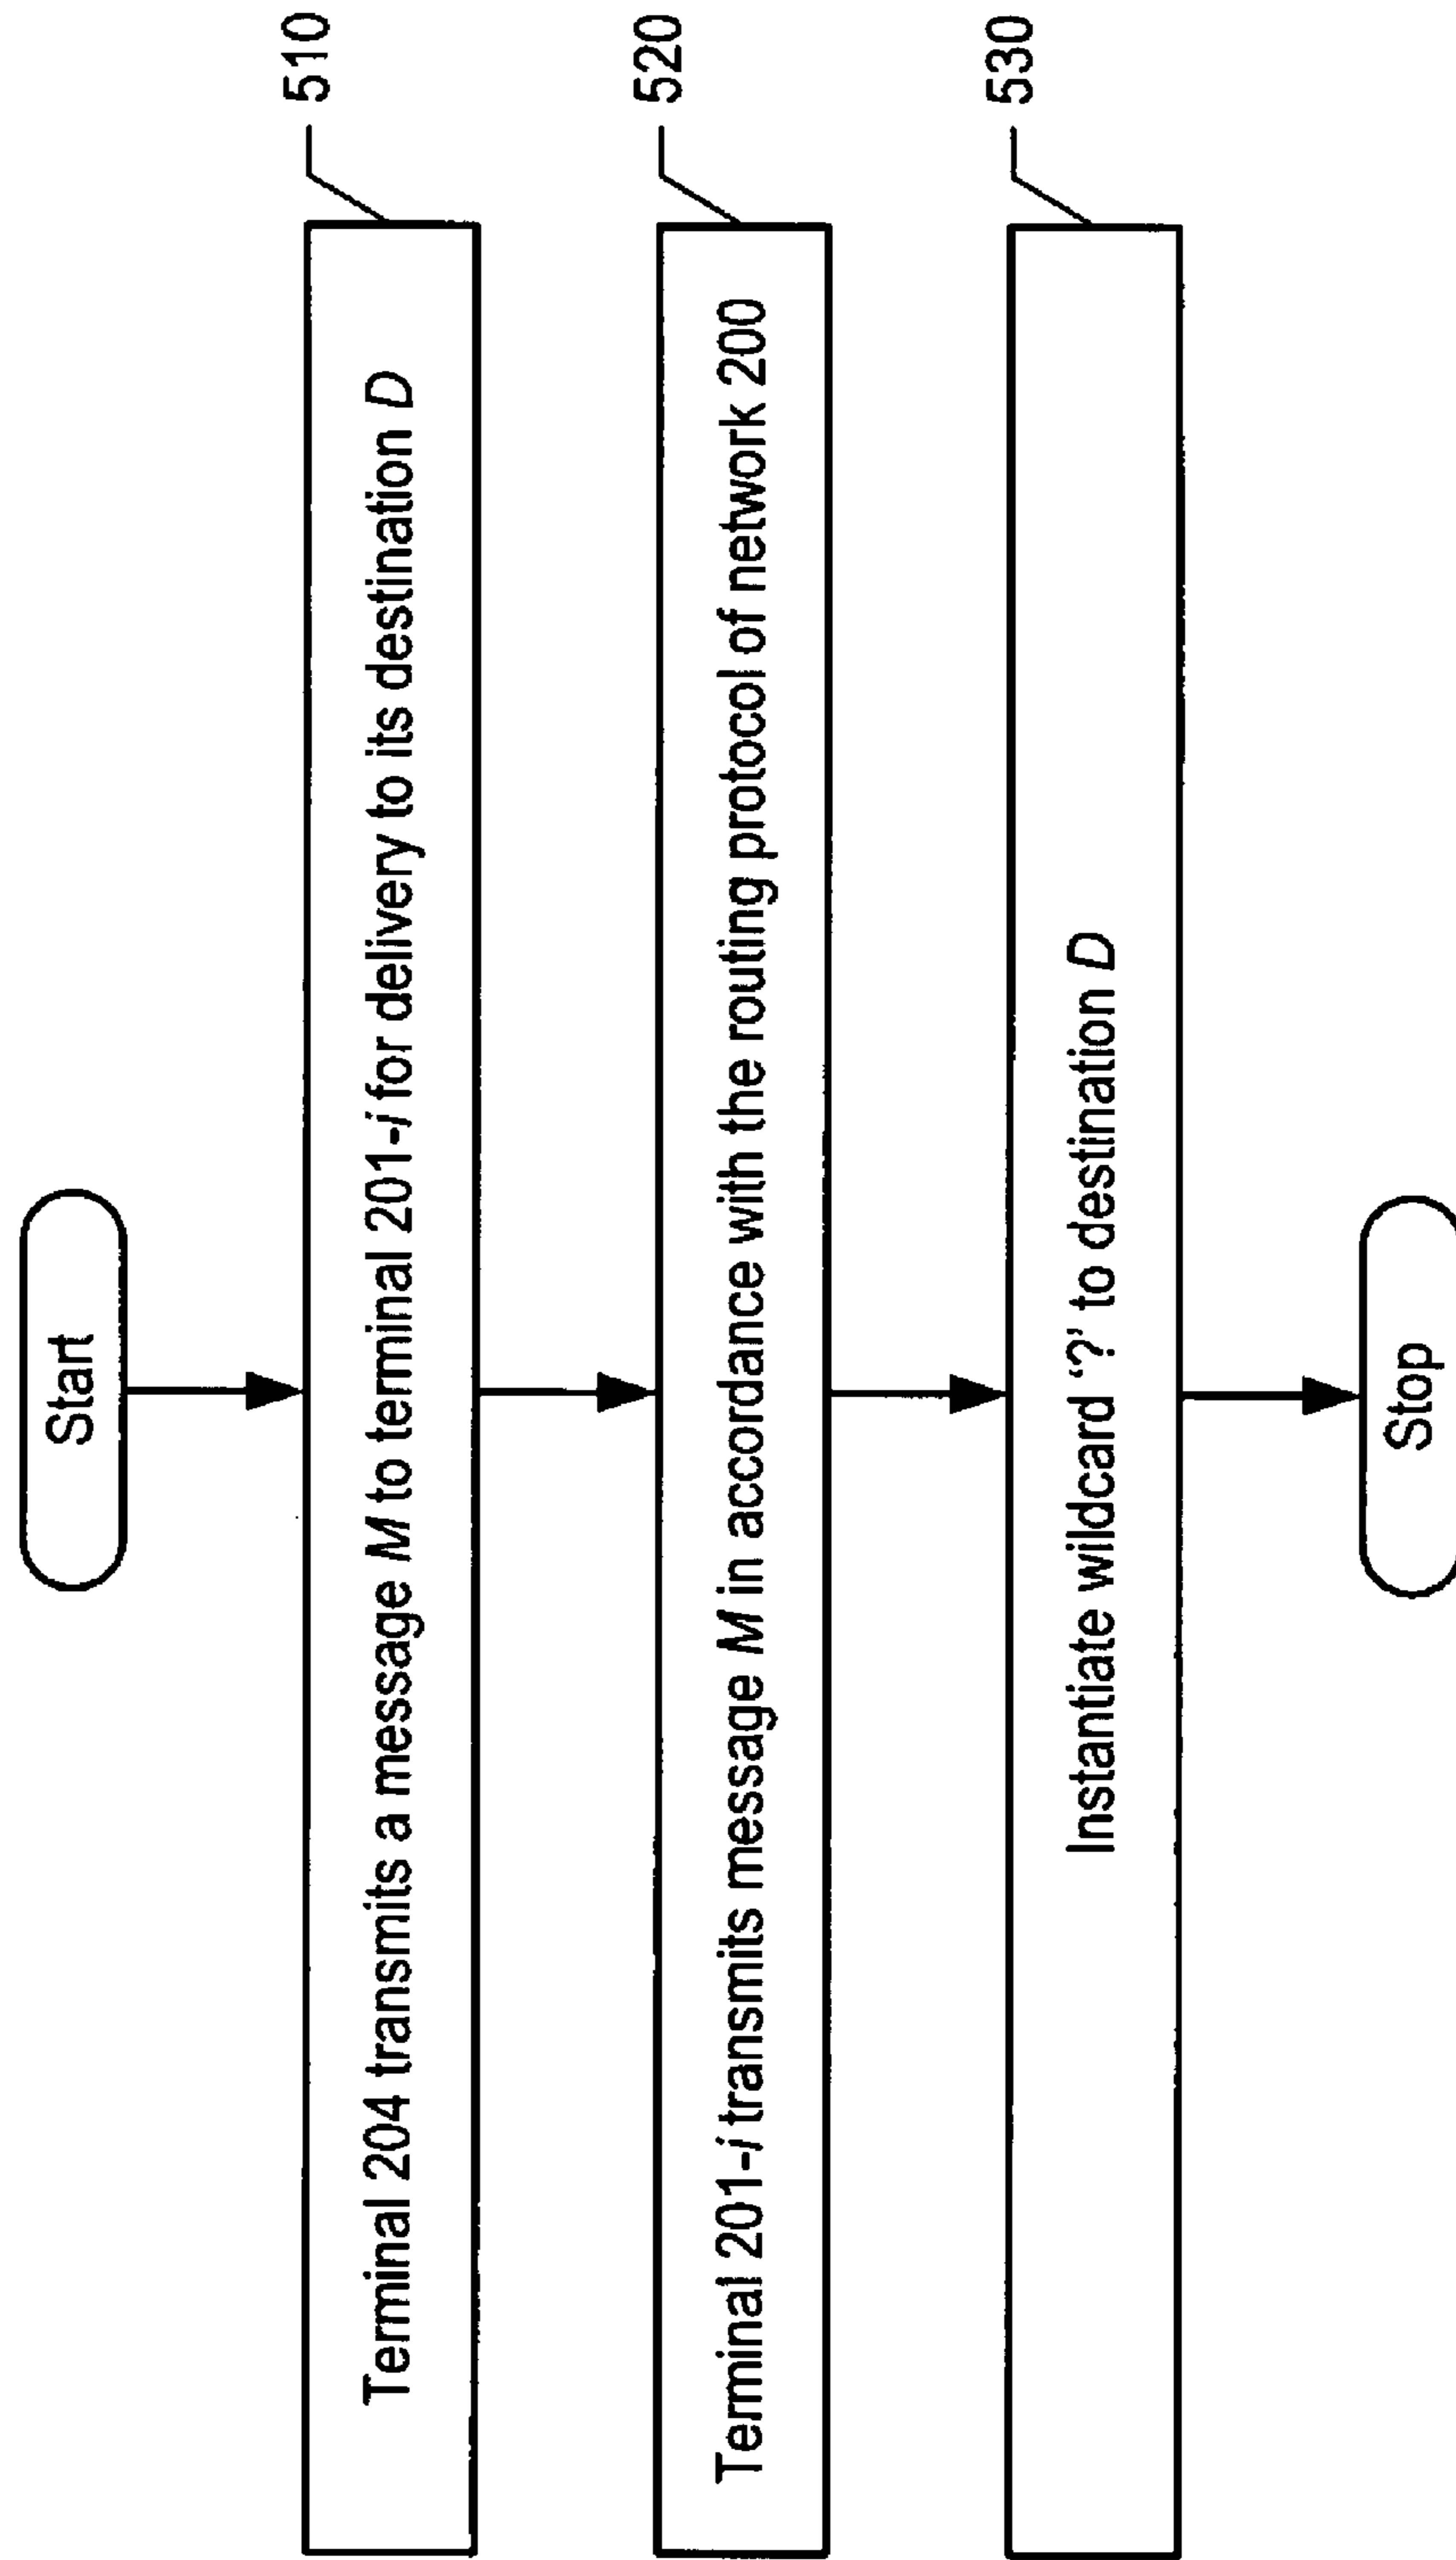 Start
Terminal 204 transmits a message M to terminal 201-i for delivery to its destination D
510
Terminal 201-i transmits message M in accordance with the routing protocol of network 200
520
Instantiate wildcard ‘?’ to destination D
530
Stop